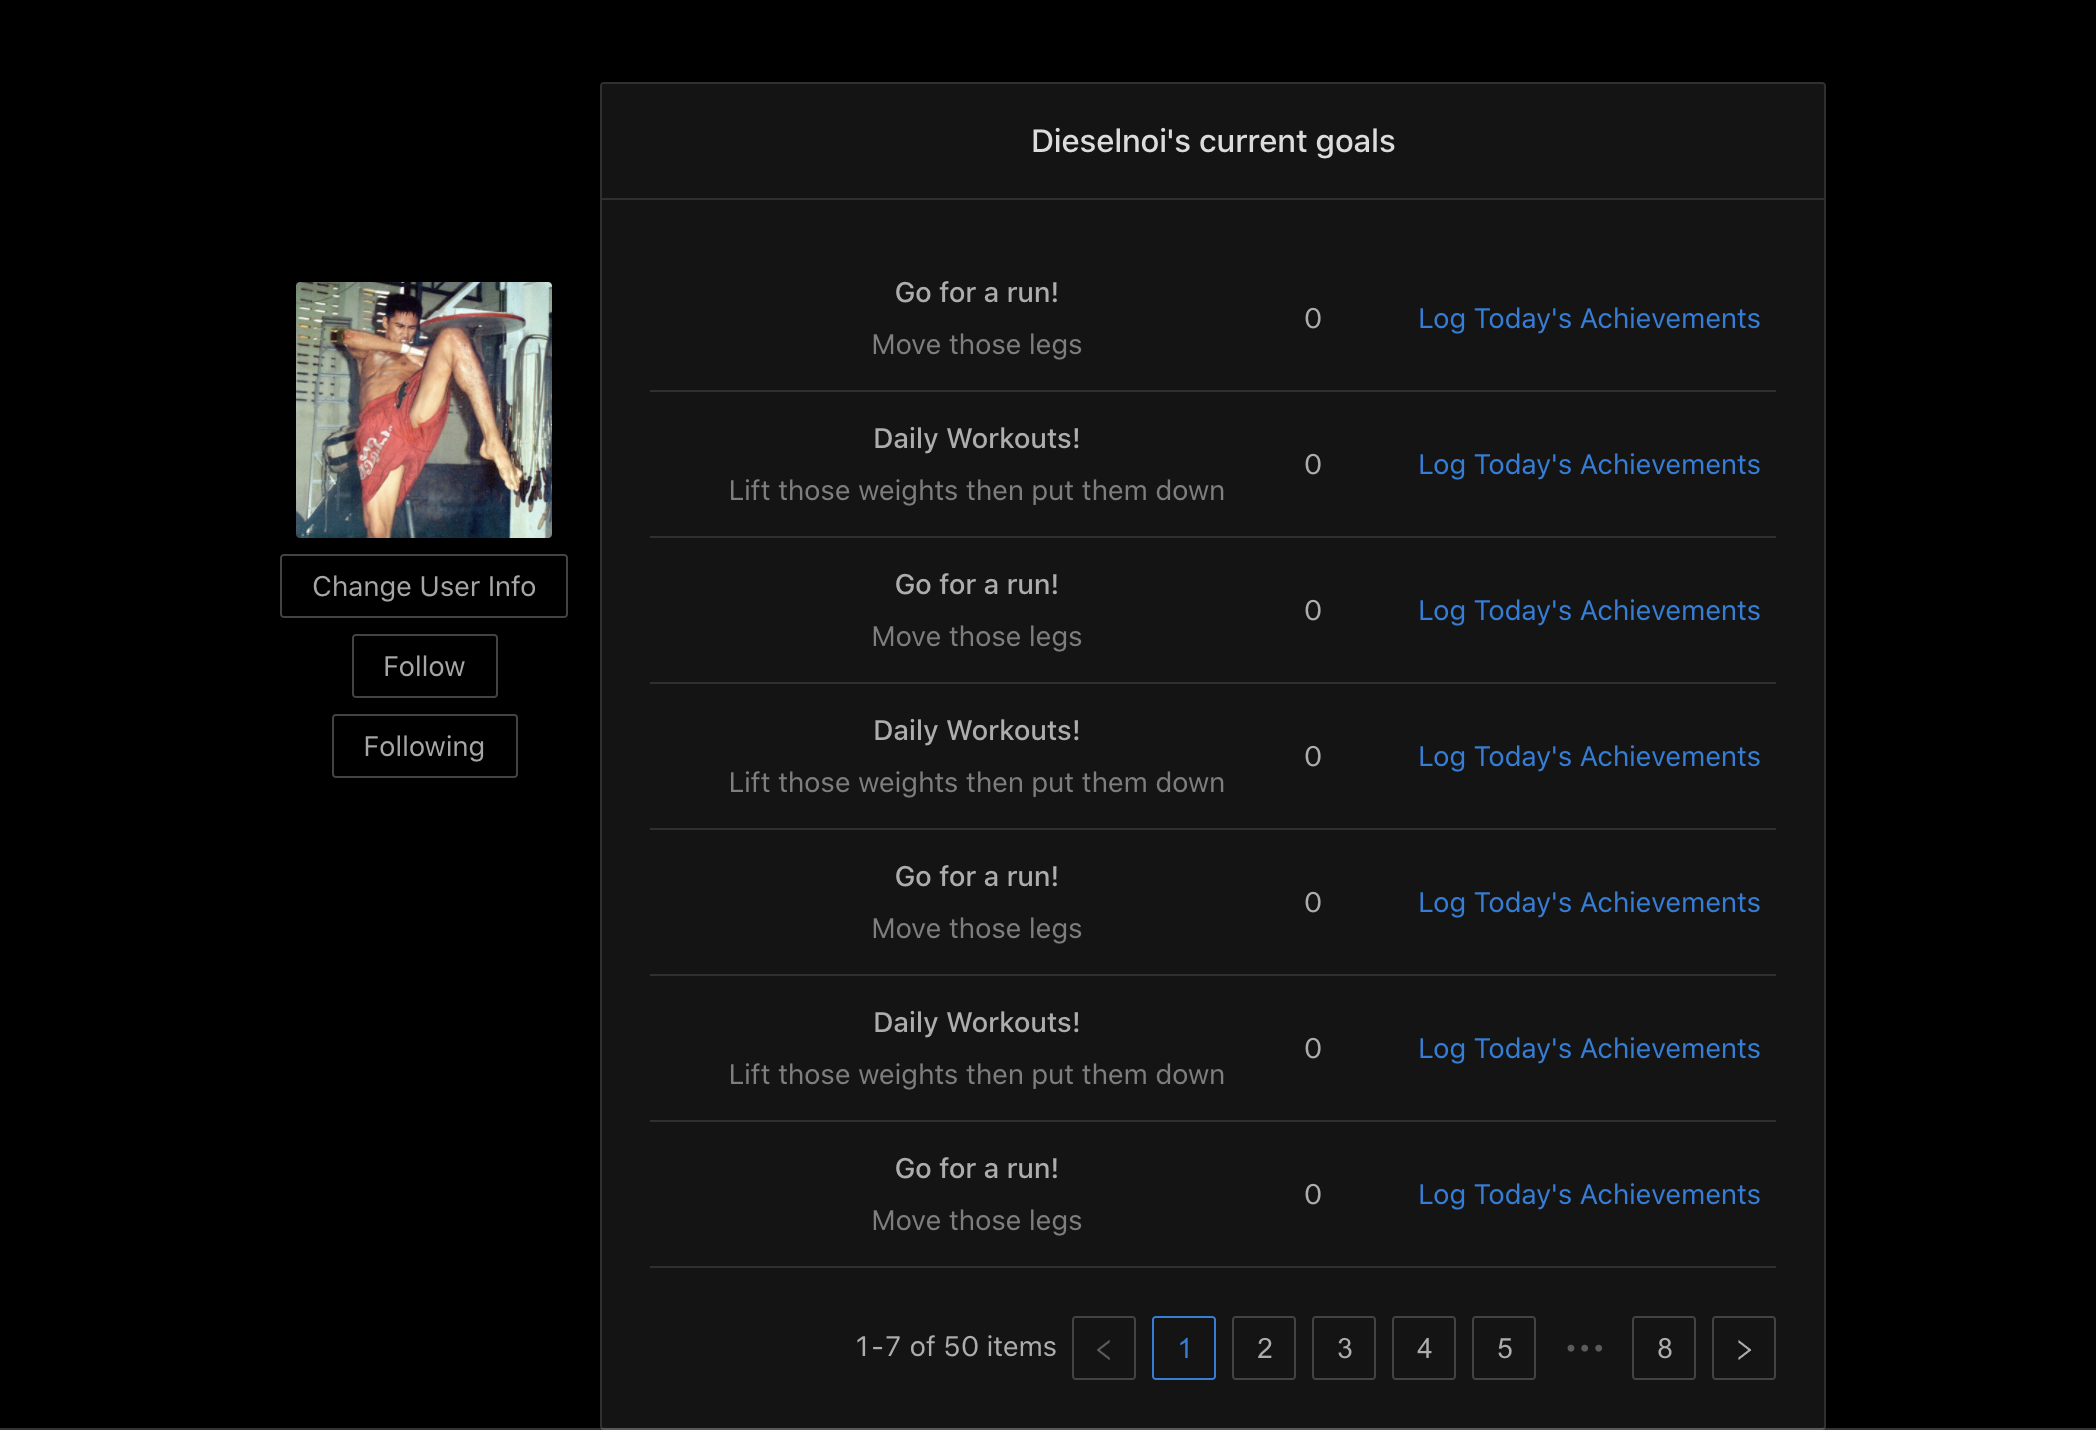 Dieselnoi's current goals
Go for a run!
Move those legs
0
Log Today's Achievements
Daily Workouts!
Lift those weights then put them down
0
Log Today's Achievements
Go for a run!
Move those legs
0
Log Today's Achievements
Daily Workouts!
Lift those weights then put them down
0
Log Today's Achievements
Go for a run!
Move those legs
0
Log Today's Achievements
Daily Workouts!
Lift those weights then put them down
0
Log Today's Achievements
Go for a run!
Move those legs
0
Log Today's Achievements
1-7 of 50 items < 1 2 3 4 5 ••• 8 >
Change User Info
Follow
Following